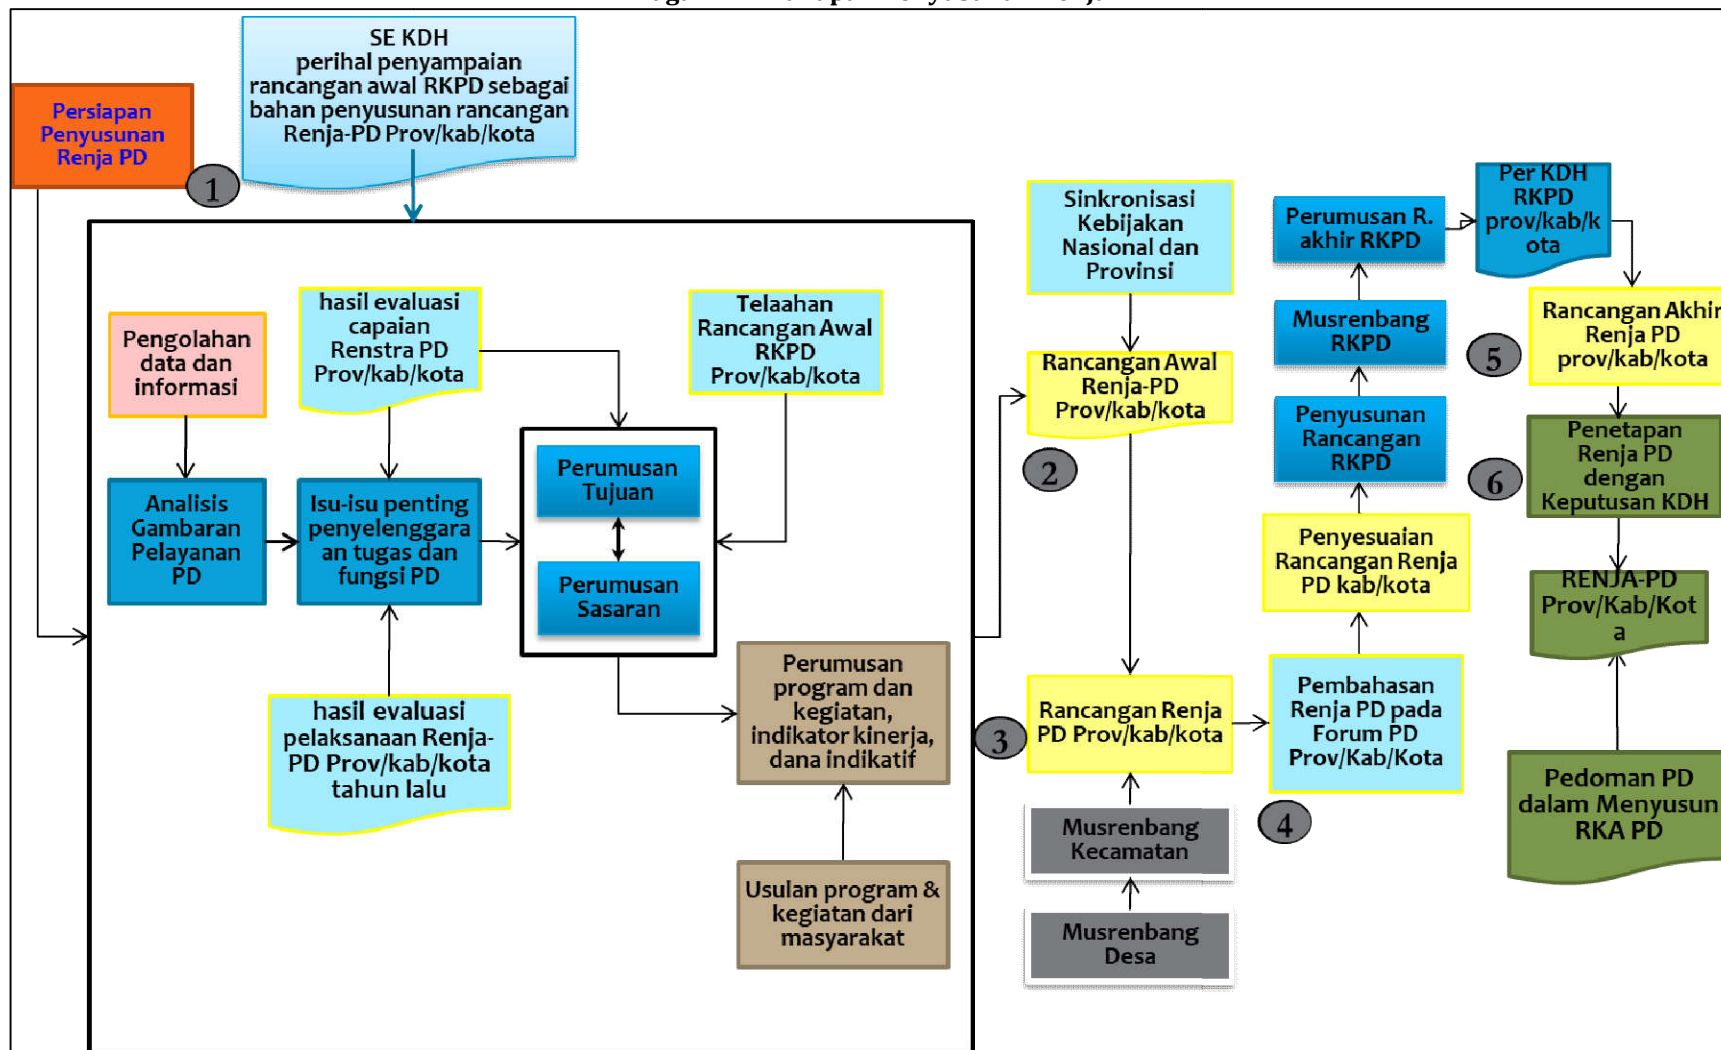 SE KDH
perihal penyampaian
rancangan awal RKPD sebagai
bahan penyusunan rancangan
Renja-PD Prov/kab/kota
Persiapan
Penyusunan
Renja PD
1
hasil evaluasi
capaian
Renstra PD
Prov/kab/kota
Telaahan
Rancangan Awal
RKPD
Prov/kab/kota
Pengolahan
data dan
informasi
Analisis
Gambaran
Pelayanan
PD
Isu-isu penting
penyelenggara
an tugas dan
fungsi PD
Perumusan
Tujuan
Perumusan
Sasaran
hasil evaluasi
pelaksanaan Renja-
PD Prov/kab/kota
tahun lalu
Perumusan
program dan
kegiatan,
indikator kinerja,
dana indikatif
Usulan program &
kegiatan dari
masyarakat
Sinkronisasi
Kebijakan
Nasional dan
Provinsi
Rancangan Awal
Renja-PD
Prov/kab/kota
2
3
Rancangan Renja
PD Prov/kab/kota
Musrenbang
Kecamatan
Musrenbang
Desa
4
Pembahasan
Renja PD pada
Forum PD
Prov/Kab/Kota
Penyesuaian
Rancangan Renja
PD kab/kota
Penyusunan
Rancangan
RKPD
Musrenbang
RKPD
Perumusan R.
akhir RKPD
Per KDH
RKPD
prov/kab/k
ota
5
Rancangan Akhir
Renja PD
prov/kab/kota
6
Penetapan
Renja PD
dengan
Keputusan KDH
RENJA-PD
Prov/Kab/Kot
a
Pedoman PD
dalam Menyusun
RKA PD